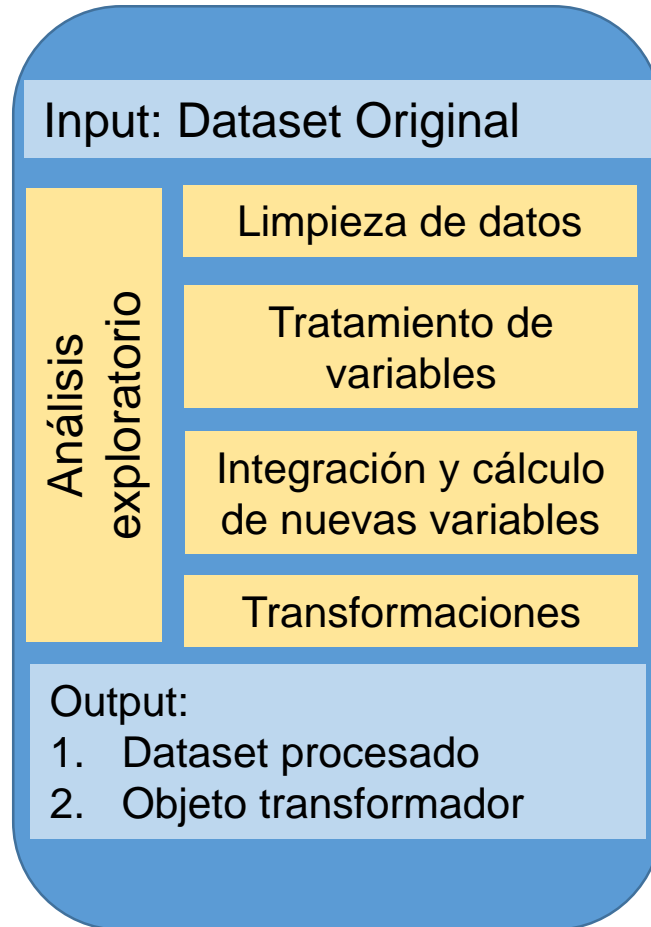 Input: Dataset Original
Análisis
exploratorio
Limpieza de datos
Tratamiento de
variables
Integración y cálculo
de nuevas variables
Transformaciones
Output:
1. Dataset procesado
2. Objeto transformador